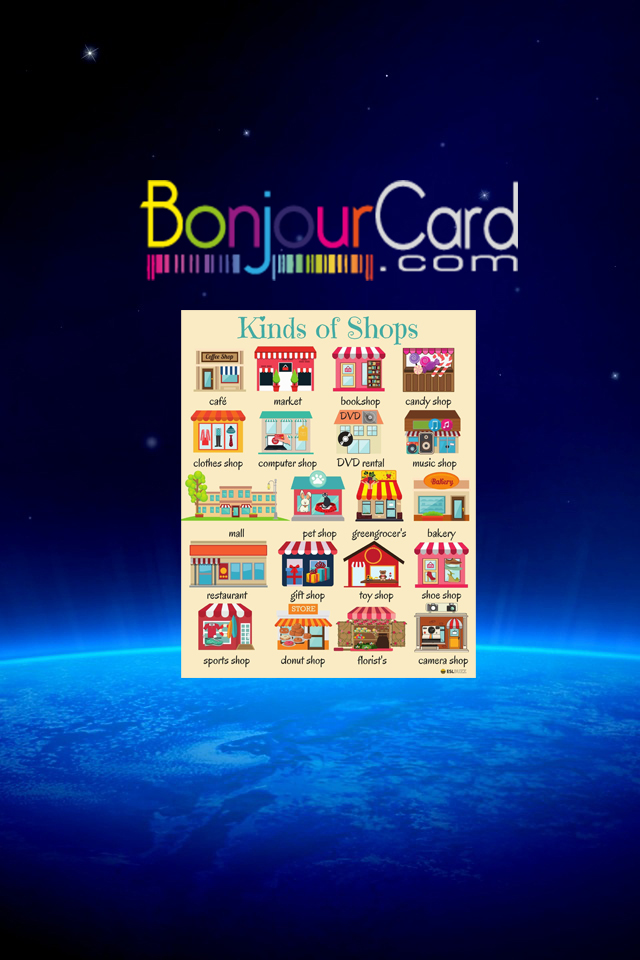 BonjourCard
.com
Kinds of Shops
Coffee Shop
café market bookshop candy shop
DVD
clothes shop computer shop DVD rental music shop
BaKery
mall pet shop greengrocer's bakery
restaurant gift shop toy shop shoe shop
STORE
sports shop donut shop florist's camera shop
ESLBUZZ